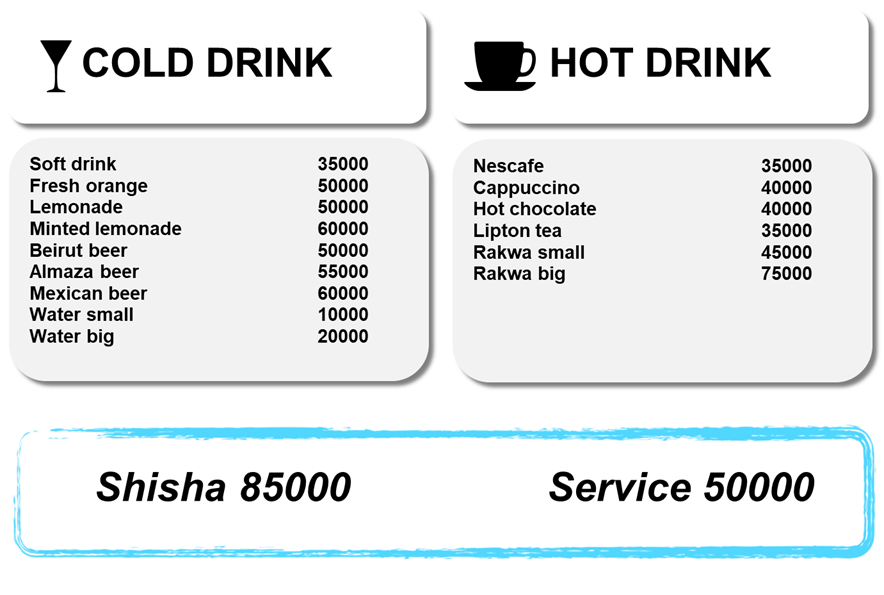 COLD DRINK
Soft drink 35000
Fresh orange 50000
Lemonade 50000
Minted lemonade 60000
Beirut beer 50000
Almaza beer 55000
Mexican beer 60000
Water small 10000
Water big 20000
HOT DRINK
Nescafe 35000
Cappuccino 40000
Hot chocolate 40000
Lipton tea 35000
Rakwa small 45000
Rakwa big 75000
Shisha 85000
Service 50000